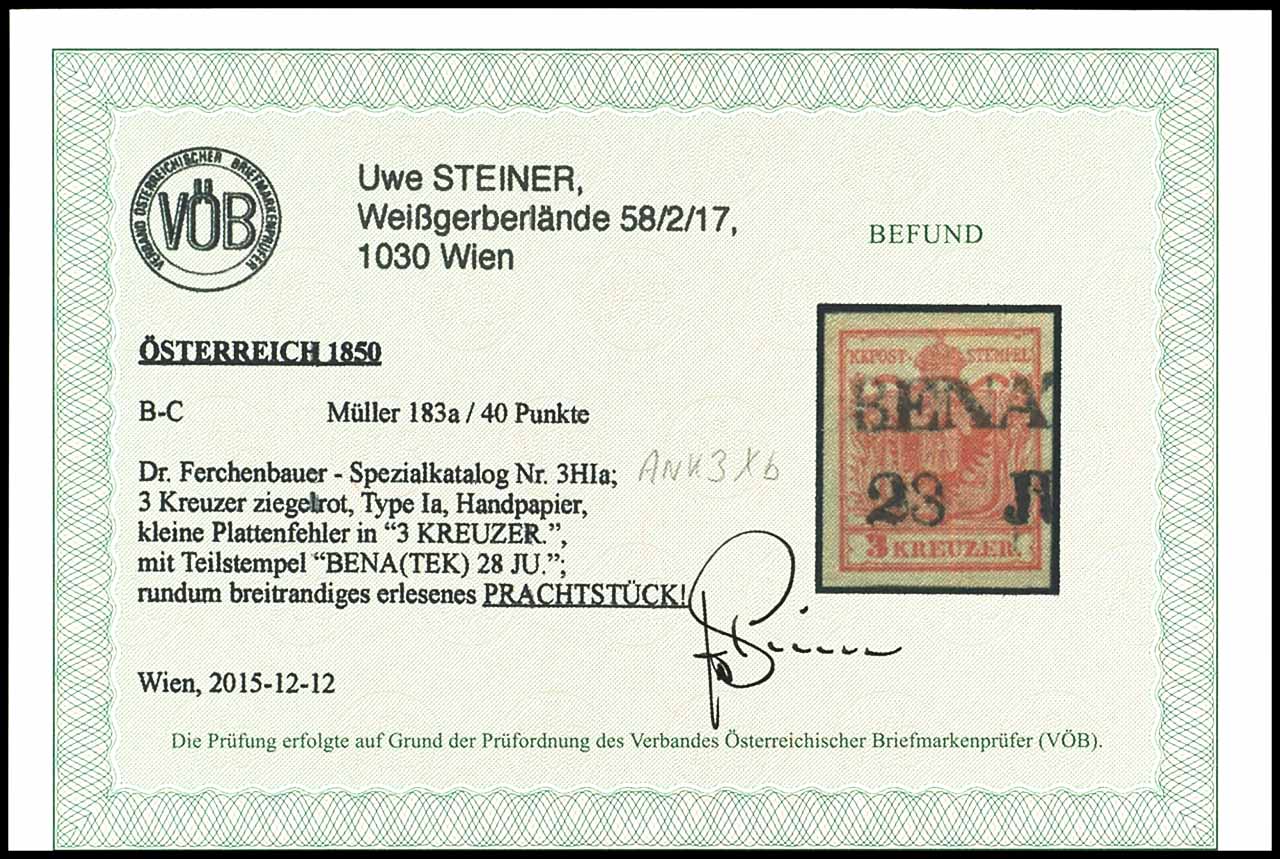 VERBAND ÖSTERREICHISCHER BRIEFMARKENPRÜFER
VÖB
Uwe STEINER,
Weißgerberlände 58/2/17,
1030 Wien
BEFUND
ÖSTERREICH 1850
B-C Müller 183a / 40 Punkte
Dr. Ferchenbauer - Spezialkatalog Nr. 3HIa; ANK 3 X b
3 Kreuzer ziegelrot, Type Ia, Handpapier,
kleine Plattenfehler in “3 KREUZER.”,
mit Teilstempel “BENA(TEK) 28 JU.”;
rundum breitrandiges erlesenes PRACHTSTÜCK!
KKPOST-STEMPEL
BENA
28 JU
3 KREUZER.
Wien, 2015-12-12
Die Prüfung erfolgte auf Grund der Prüfordnung des Verbandes Österreichischer Briefmarkenprüfer (VÖB).